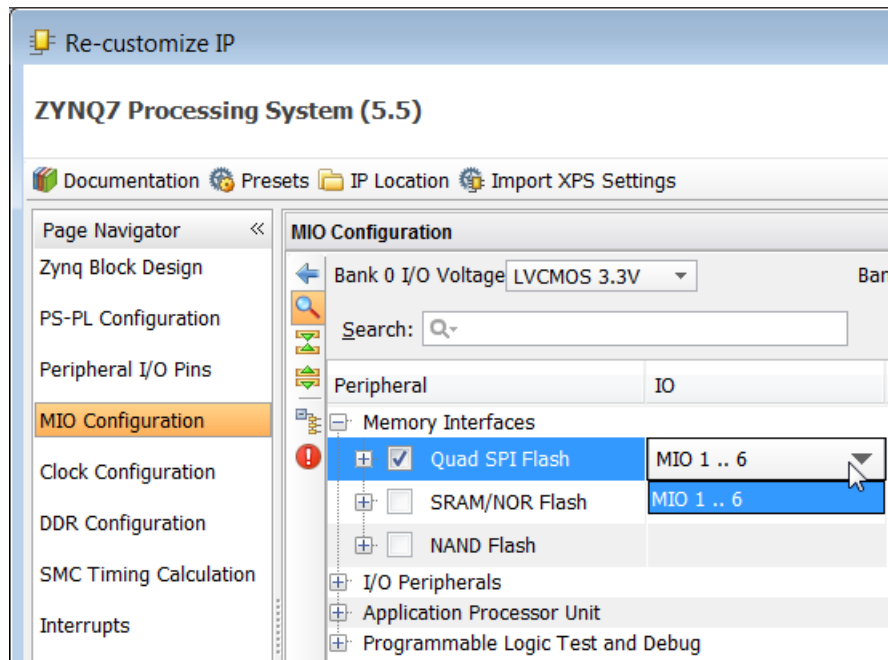 Re-customize IP
ZYNQ7 Processing System (5.5)
Documentation Presets IP Location Import XPS Settings
Page Navigator «
Zynq Block Design
PS-PL Configuration
Peripheral I/O Pins
MIO Configuration
Clock Configuration
DDR Configuration
SMC Timing Calculation
Interrupts
MIO Configuration
Bank 0 I/O Voltage LVCMOS 3.3V Ban
Search:
Peripheral IO
Memory Interfaces
Quad SPI Flash MIO 1 .. 6
MIO 1 .. 6
SRAM/NOR Flash
NAND Flash
I/O Peripherals
Application Processor Unit
Programmable Logic Test and Debug